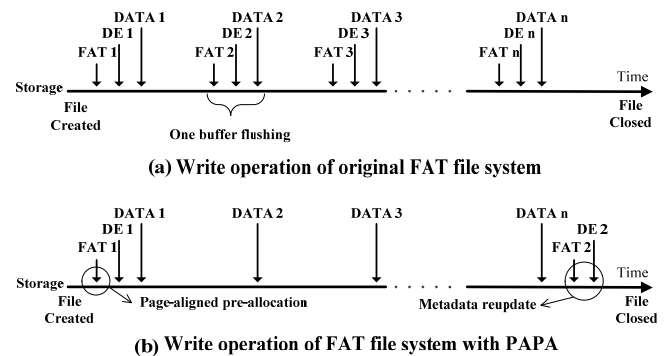 DATA 1 DATA 2 DATA 3 DATA n
DE 1 DE 2 DE 3 DE n
FAT 1 FAT 2 FAT 3 FAT n
Storage Time
File Created
File Closed
One buffer flushing
(a) Write operation of original FAT file system
DATA 1 DATA 2 DATA 3 DATA n
DE 1 DE 2
FAT 1 FAT 2
Storage Time
File Created
Page-aligned pre-allocation
Metadata reupdate
File Closed
(b) Write operation of FAT file system with PAPA